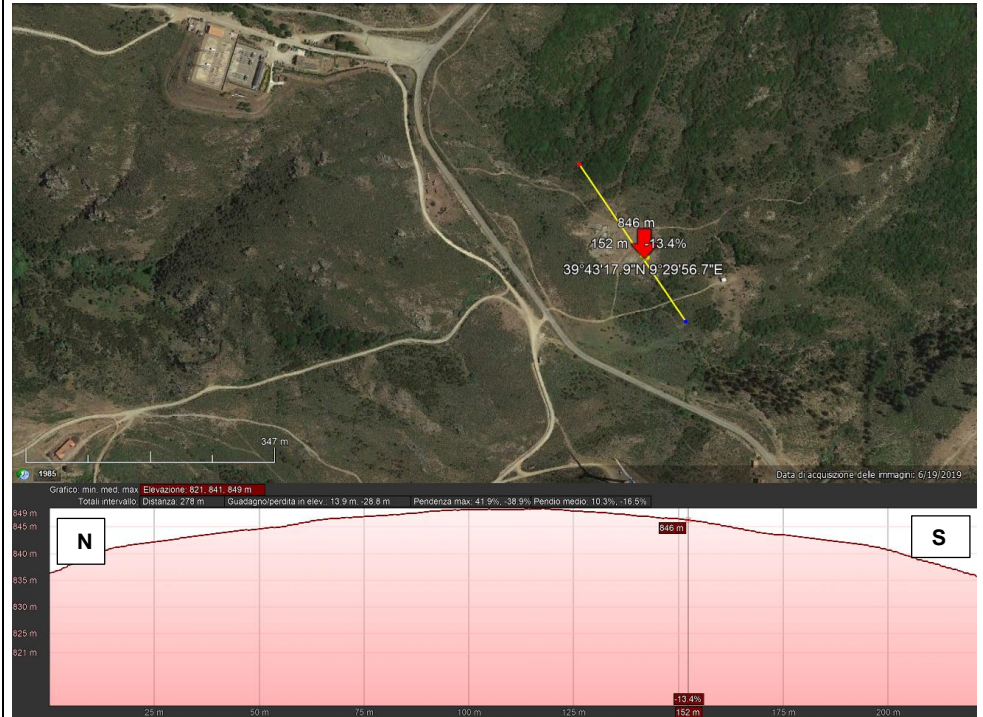 846 m
152 m -13.4%
39°43'17.9"N 9°29'56.7"E
347 m
1985
Data di acquisizione delle immagini: 6/19/2019
Grafico: min. med. max Elevazione: 821, 841, 849 m
Totali intervallo: Distanza: 278 m Guadagno/perdita in elev.: 13.9 m, -28.8 m Pendenza max: 41.9%, -38.9% Pendio medio: 10.3%, -16.5%
849 m
845 m
840 m
835 m
830 m
825 m
821 m
N
846 m
S
-13.4%
25 m 50 m 75 m 100 m 125 m 152 m 175 m 200 m